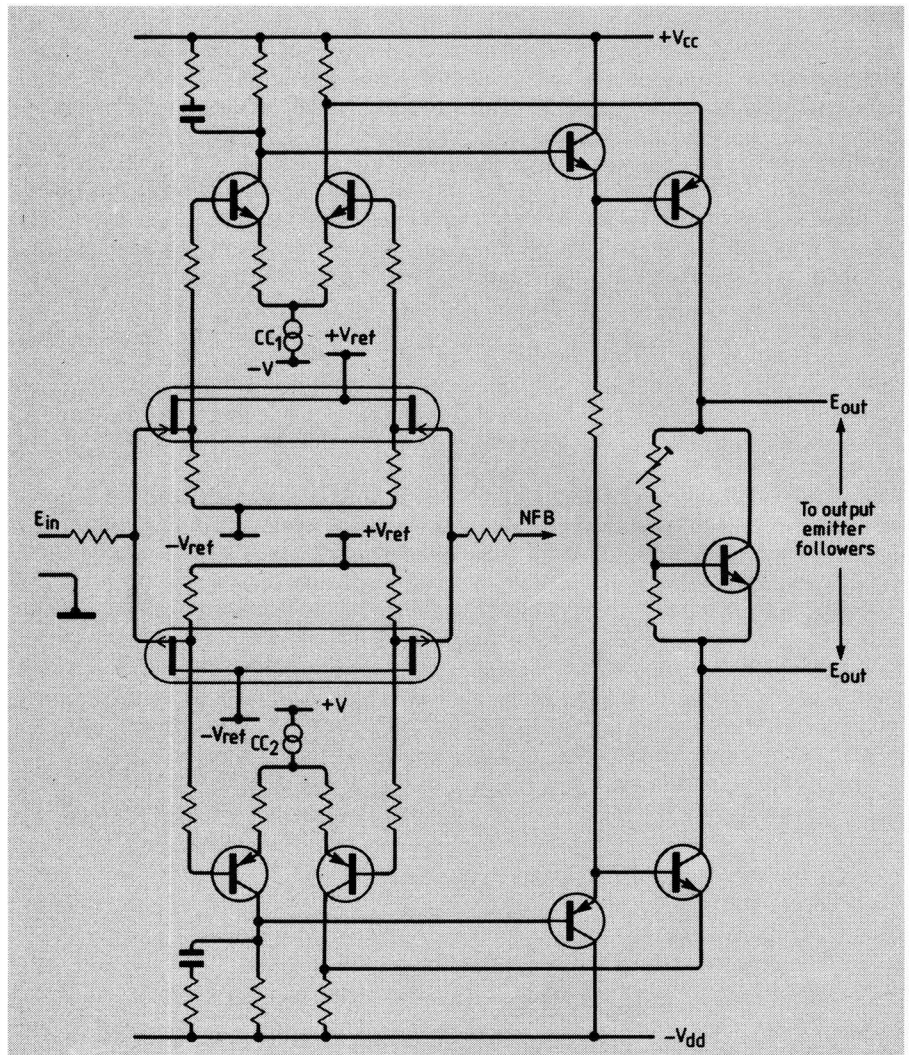 +Vcc
CC1
+Vref
-V
Eout
To output
emitter
followers
Ein
-Vref
+Vref
NFB
Eout
-Vref
+V
CC2
-Vdd